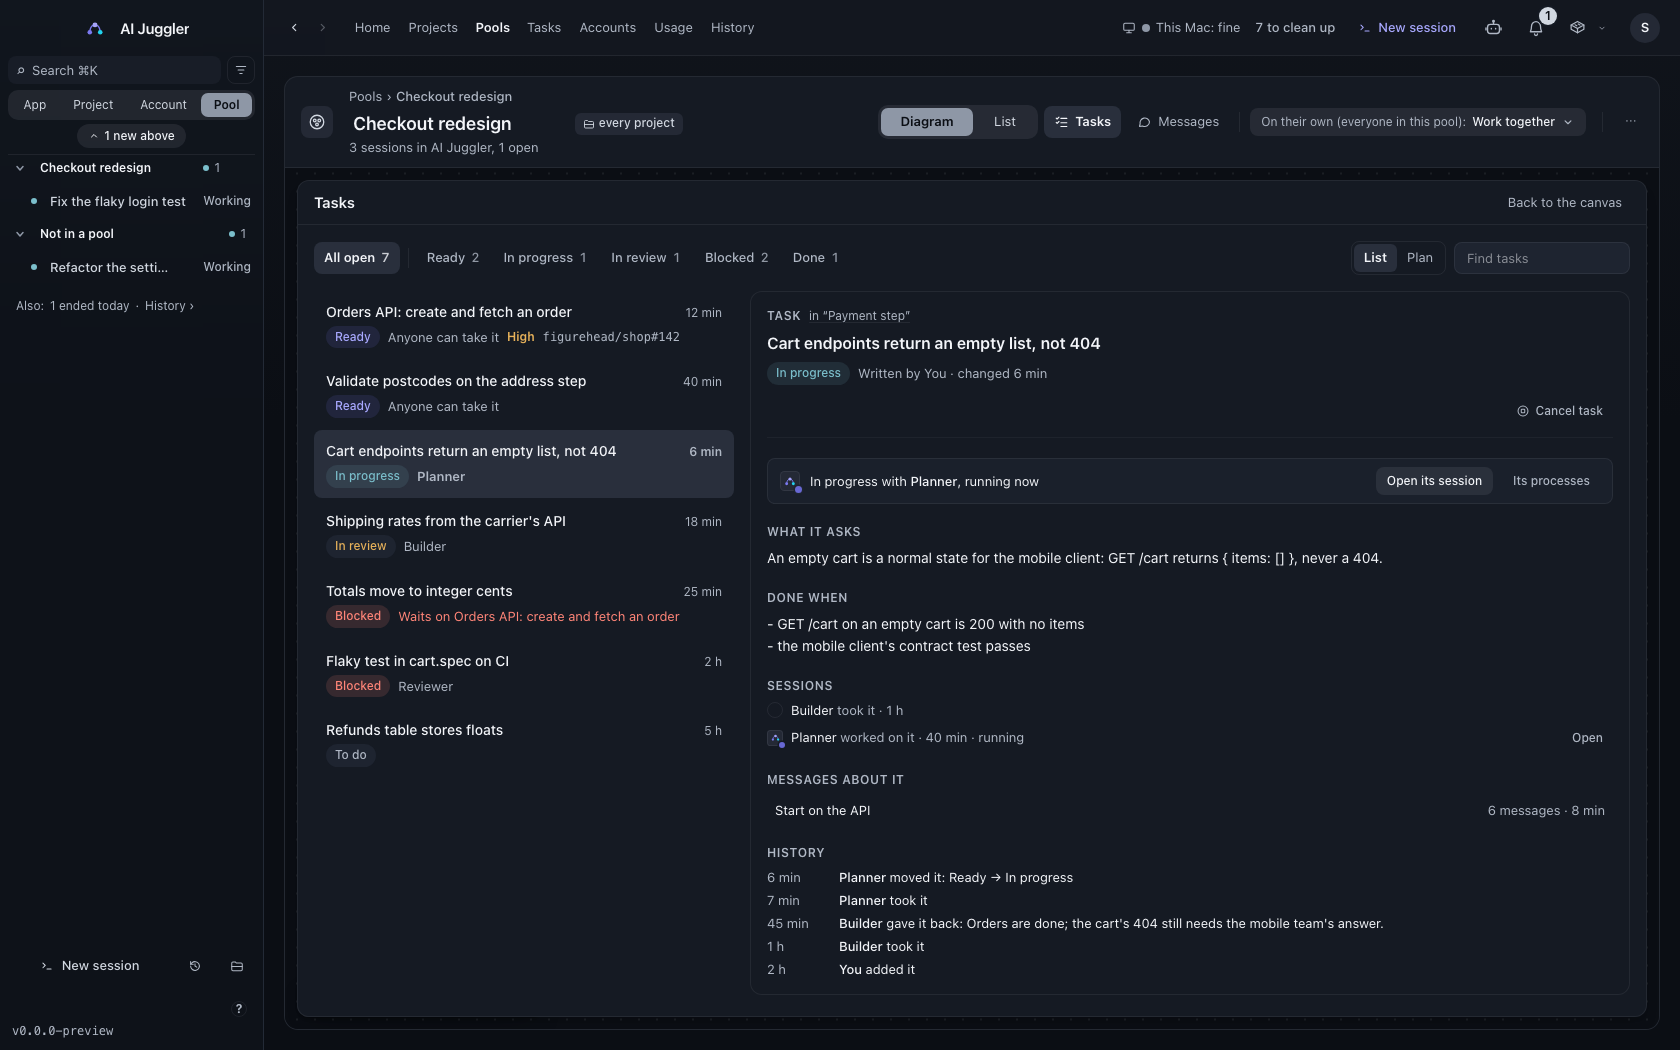 AI Juggler
Search ⌘K
App Project Account Pool
1 new above
Checkout redesign 1
Fix the flaky login test Working
Not in a pool 1
Refactor the setti... Working
Also: 1 ended today · History ›
New session
?
v0.0.0-preview
Home Projects Pools Tasks Accounts Usage History
This Mac: fine 7 to clean up New session 1 S
Pools › Checkout redesign
Checkout redesign every project
3 sessions in AI Juggler, 1 open
Diagram List Tasks Messages On their own (everyone in this pool): Work together ...
Tasks Back to the canvas
All open 7 Ready 2 In progress 1 In review 1 Blocked 2 Done 1 List Plan Find tasks
Orders API: create and fetch an order 12 min
Ready Anyone can take it High figurehead/shop#142
Validate postcodes on the address step 40 min
Ready Anyone can take it
Cart endpoints return an empty list, not 404 6 min
In progress Planner
Shipping rates from the carrier's API 18 min
In review Builder
Totals move to integer cents 25 min
Blocked Waits on Orders API: create and fetch an order
Flaky test in cart.spec on CI 2 h
Blocked Reviewer
Refunds table stores floats 5 h
To do
TASK in “Payment step”
Cart endpoints return an empty list, not 404
In progress Written by You · changed 6 min
Cancel task
In progress with Planner, running now Open its session Its processes
WHAT IT ASKS
An empty cart is a normal state for the mobile client: GET /cart returns { items: [] }, never a 404.
DONE WHEN
- GET /cart on an empty cart is 200 with no items
- the mobile client's contract test passes
SESSIONS
Builder took it · 1 h
Planner worked on it · 40 min · running Open
MESSAGES ABOUT IT
Start on the API 6 messages · 8 min
HISTORY
6 min Planner moved it: Ready → In progress
7 min Planner took it
45 min Builder gave it back: Orders are done; the cart's 404 still needs the mobile team's answer.
1 h Builder took it
2 h You added it